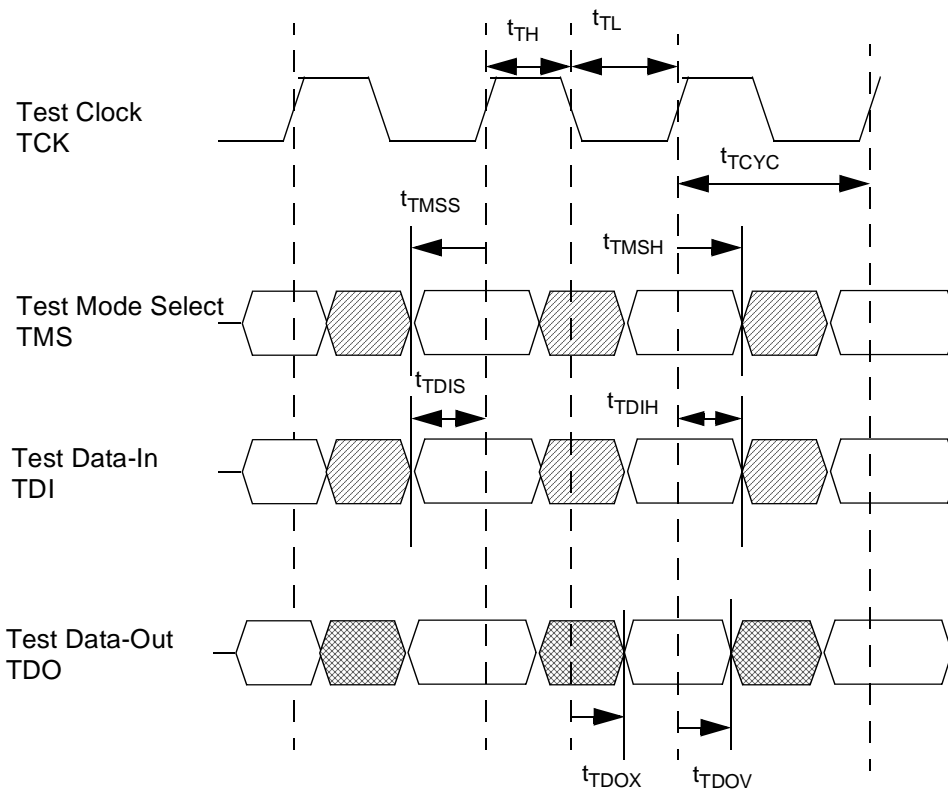 tTH
tTL
Test Clock
TCK
tTCYC
tTMSS
tTMSH
Test Mode Select
TMS
tTDIS
tTDIH
Test Data-In
TDI
Test Data-Out
TDO
tTDOX
tTDOV